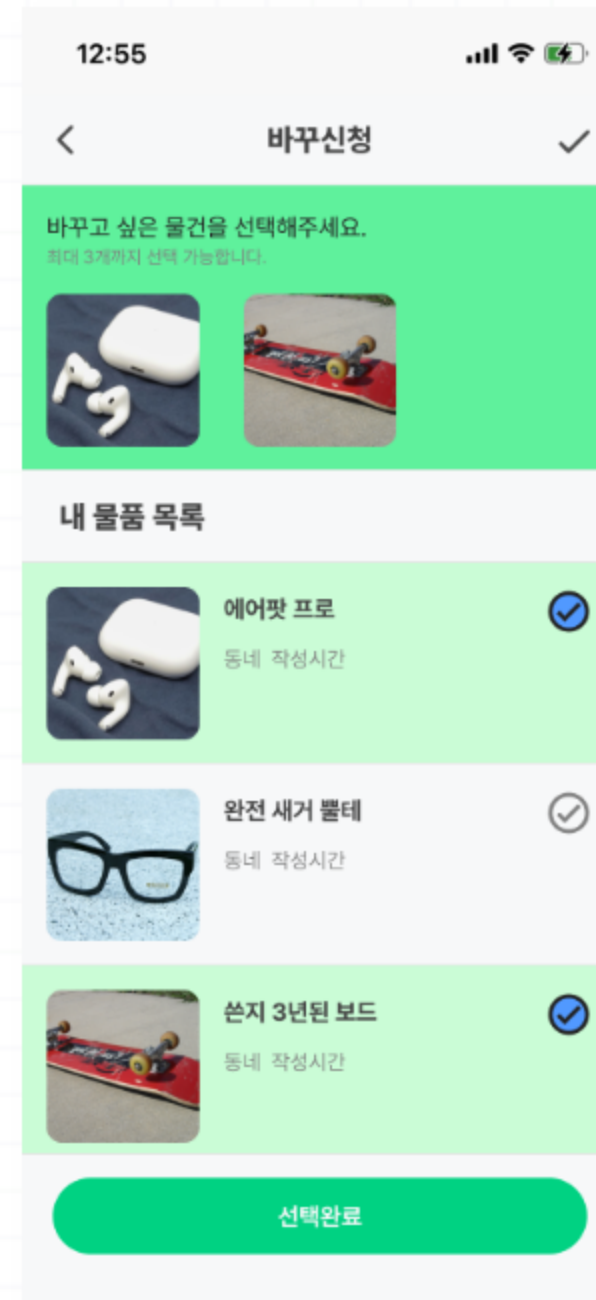 12:55
바꾸신청
바꾸고 싶은 물건을 선택해주세요.
최대 3개까지 선택 가능합니다.
내 물품 목록
에어팟 프로
동네 작성시간
완전 새거 뿔테
동네 작성시간
쓴지 3년된 보드
동네 작성시간
선택완료